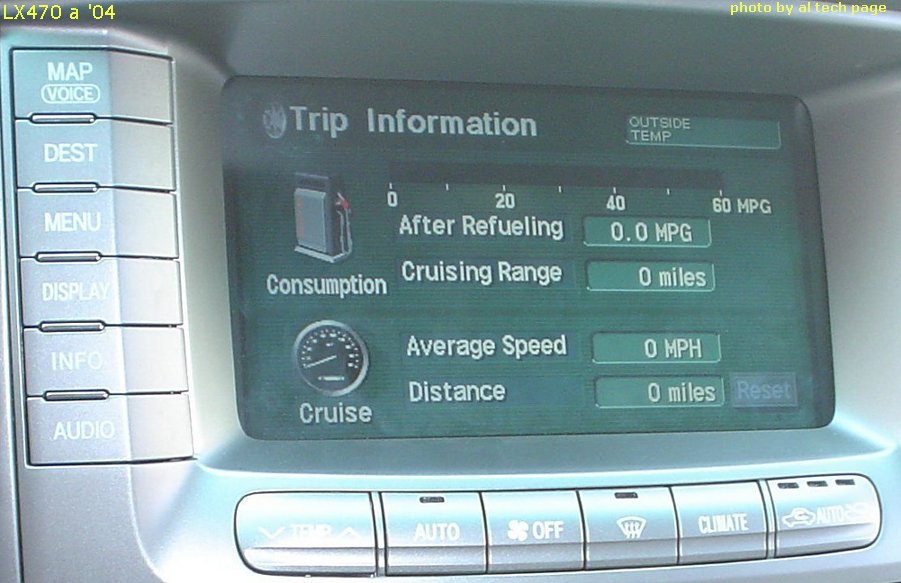 LX470 a '04
photo by al tech page
MAP
VOICE
DEST
MENU
DISPLAY
INFO
AUDIO
Trip Information
OUTSIDE
TEMP
0 20 40 60 MPG
After Refueling 0.0 MPG
Cruising Range 0 miles
Consumption
Average Speed 0 MPH
Distance 0 miles Reset
Cruise
TEMP AUTO OFF CLIMATE AUTO